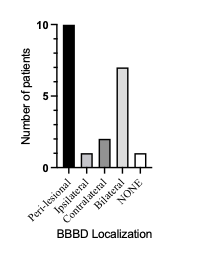 Number of patients
10
5
0
Peri-lesional
Ipsilateral
Contralateral
Bilateral
NONE
BBBD Localization